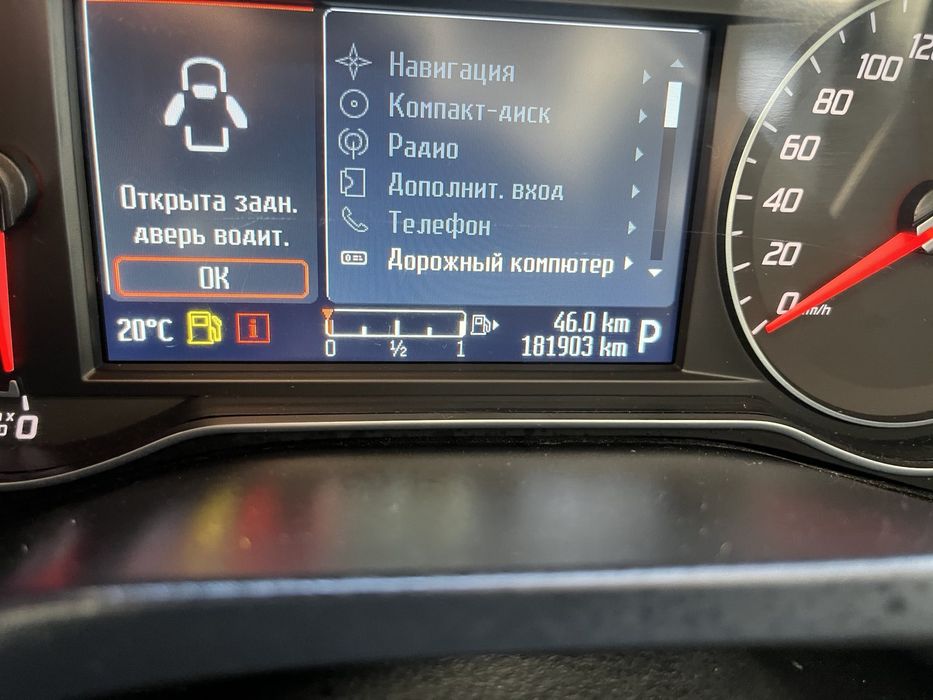 Открыта задн.
дверь водит.
OK
Навигация
Компакт-диск
Радио
Дополнит. вход
Телефон
Дорожный компютер
20°C
0 ½ 1
46.0 km
181903 km
P
0
20
40
60
80
100
120
0